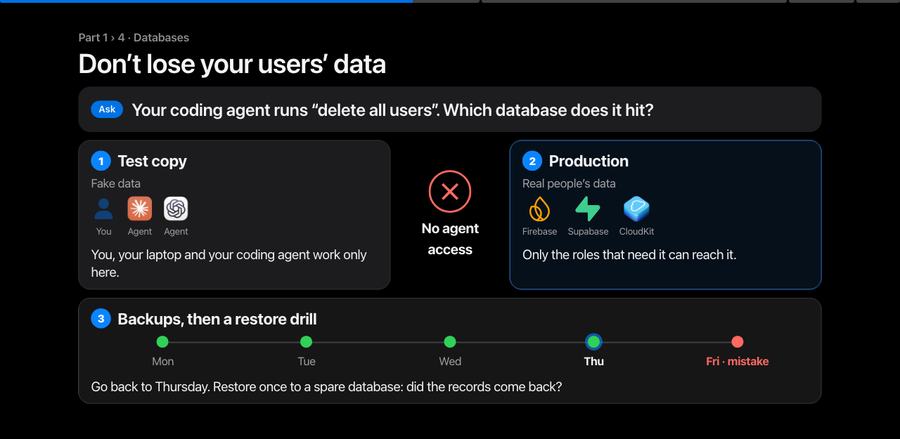 Part 1 › 4 · Databases
Don’t lose your users’ data
Ask
Your coding agent runs “delete all users”. Which database does it hit?
1
Test copy
Fake data
You
Agent
Agent
You, your laptop and your coding agent work only
here.
No agent
access
2
Production
Real people’s data
Firebase
Supabase
CloudKit
Only the roles that need it can reach it.
3
Backups, then a restore drill
Mon
Tue
Wed
Thu
Fri · mistake
Go back to Thursday. Restore once to a spare database: did the records come back?